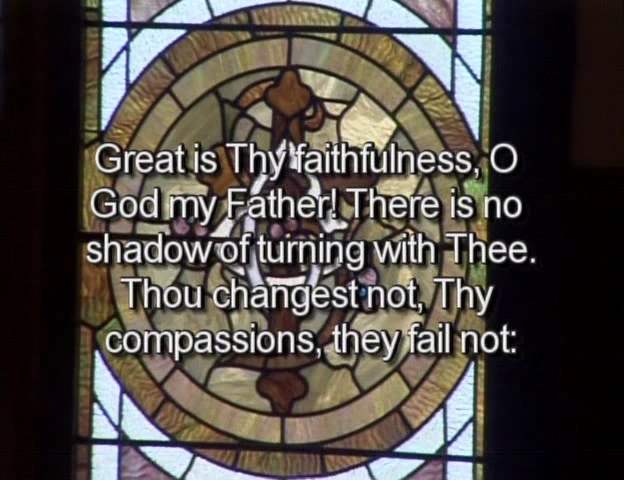 Great is Thy faithfulness, O
God my Father! There is no
shadow of turning with Thee.
Thou changest not, Thy
compassions, they fail not: